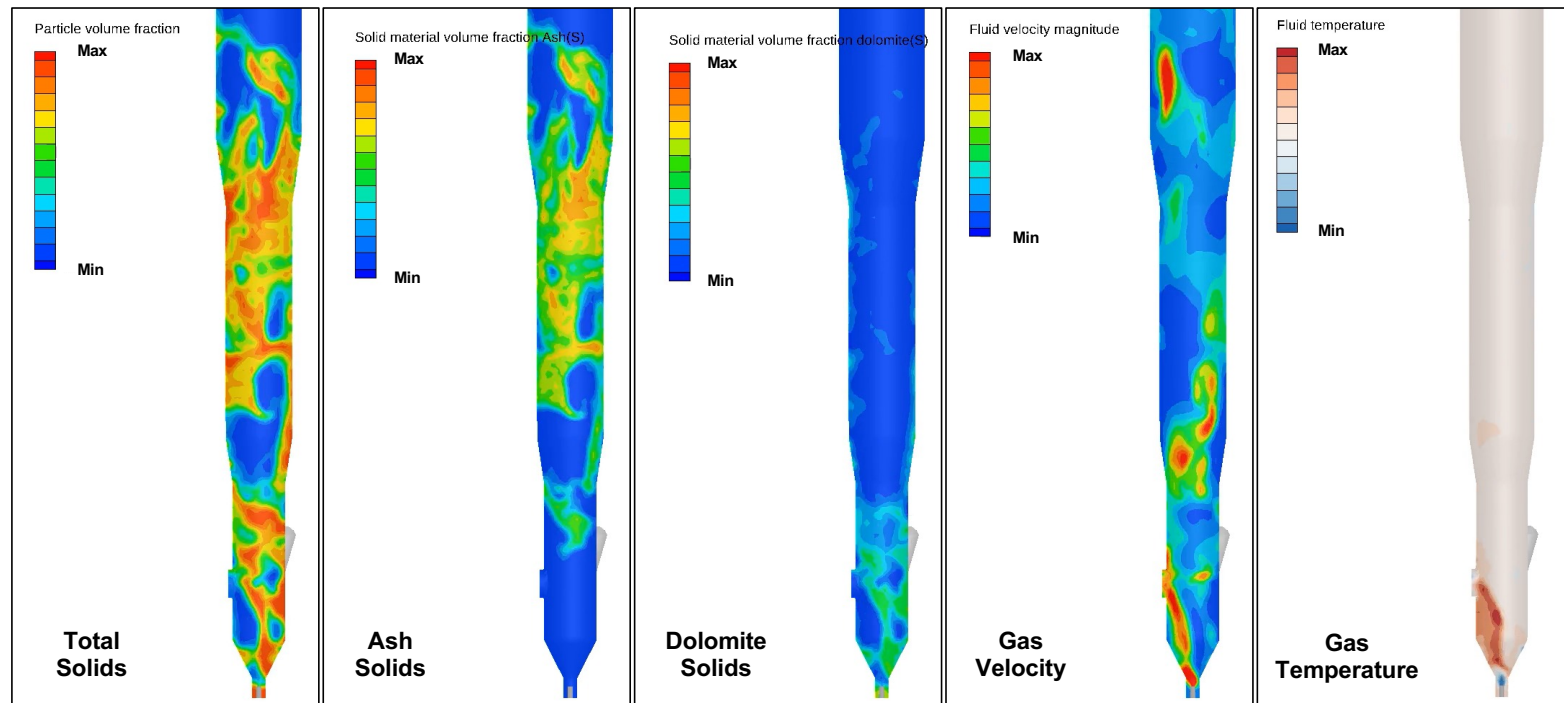 Particle volume fraction
Max
Min
Total
Solids
Solid material volume fraction Ash(S)
Max
Min
Ash
Solids
Solid material volume fraction dolomite(S)
Max
Min
Dolomite
Solids
Fluid velocity magnitude
Max
Min
Gas
Velocity
Fluid temperature
Max
Min
Gas
Temperature